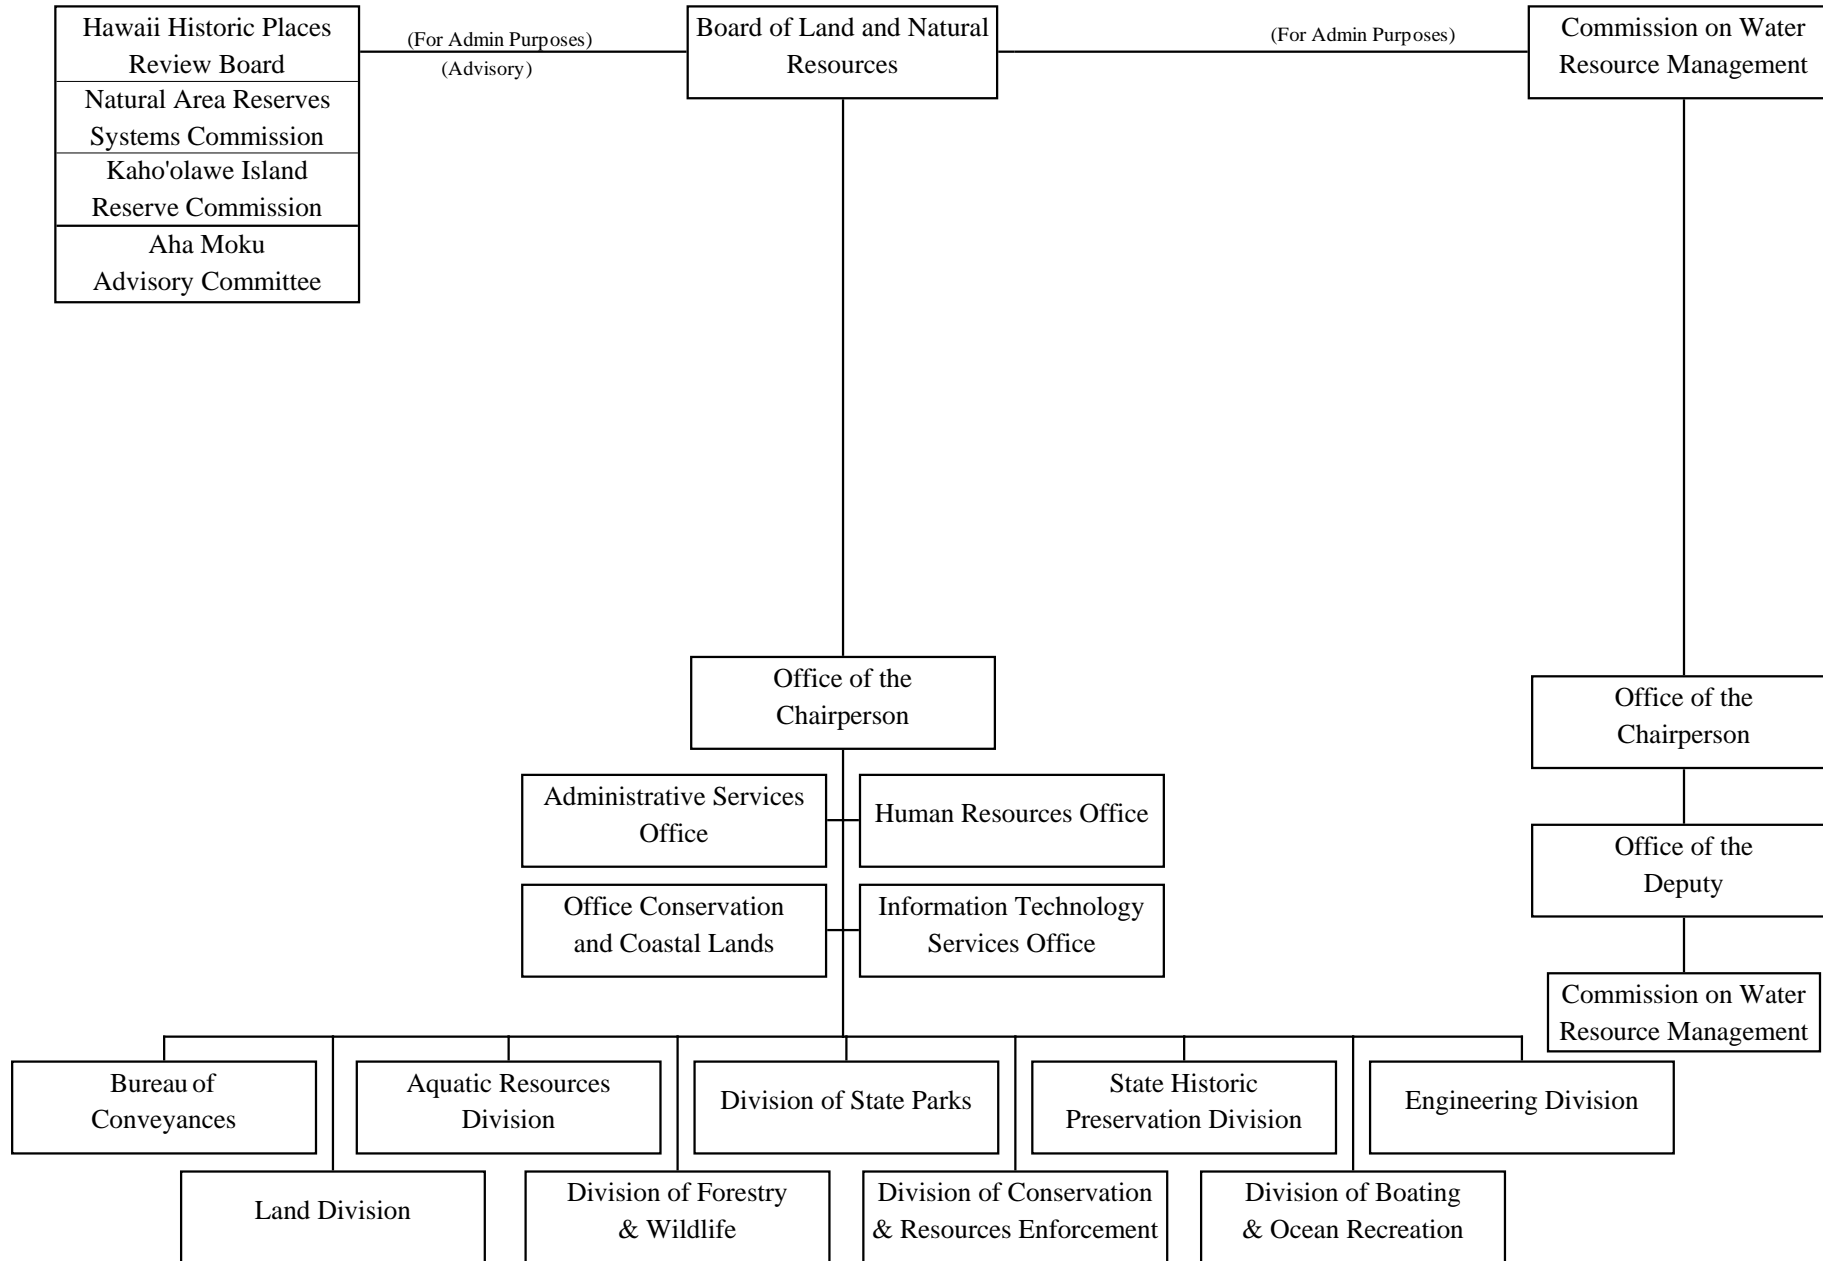 Hawaii Historic Places
Review Board
Natural Area Reserves
Systems Commission
Kaho'olawe Island
Reserve Commission
Aha Moku
Advisory Committee
(For Admin Purposes)
(Advisory)
Board of Land and Natural
Resources
(For Admin Purposes)
Commission on Water
Resource Management
Office of the
Chairperson
Office of the
Chairperson
Administrative Services
Office
Human Resources Office
Office of the
Deputy
Office Conservation
and Coastal Lands
Information Technology
Services Office
Commission on Water
Resource Management
Bureau of
Conveyances
Aquatic Resources
Division
Division of State Parks
State Historic
Preservation Division
Engineering Division
Land Division
Division of Forestry
& Wildlife
Division of Conservation
& Resources Enforcement
Division of Boating
& Ocean Recreation